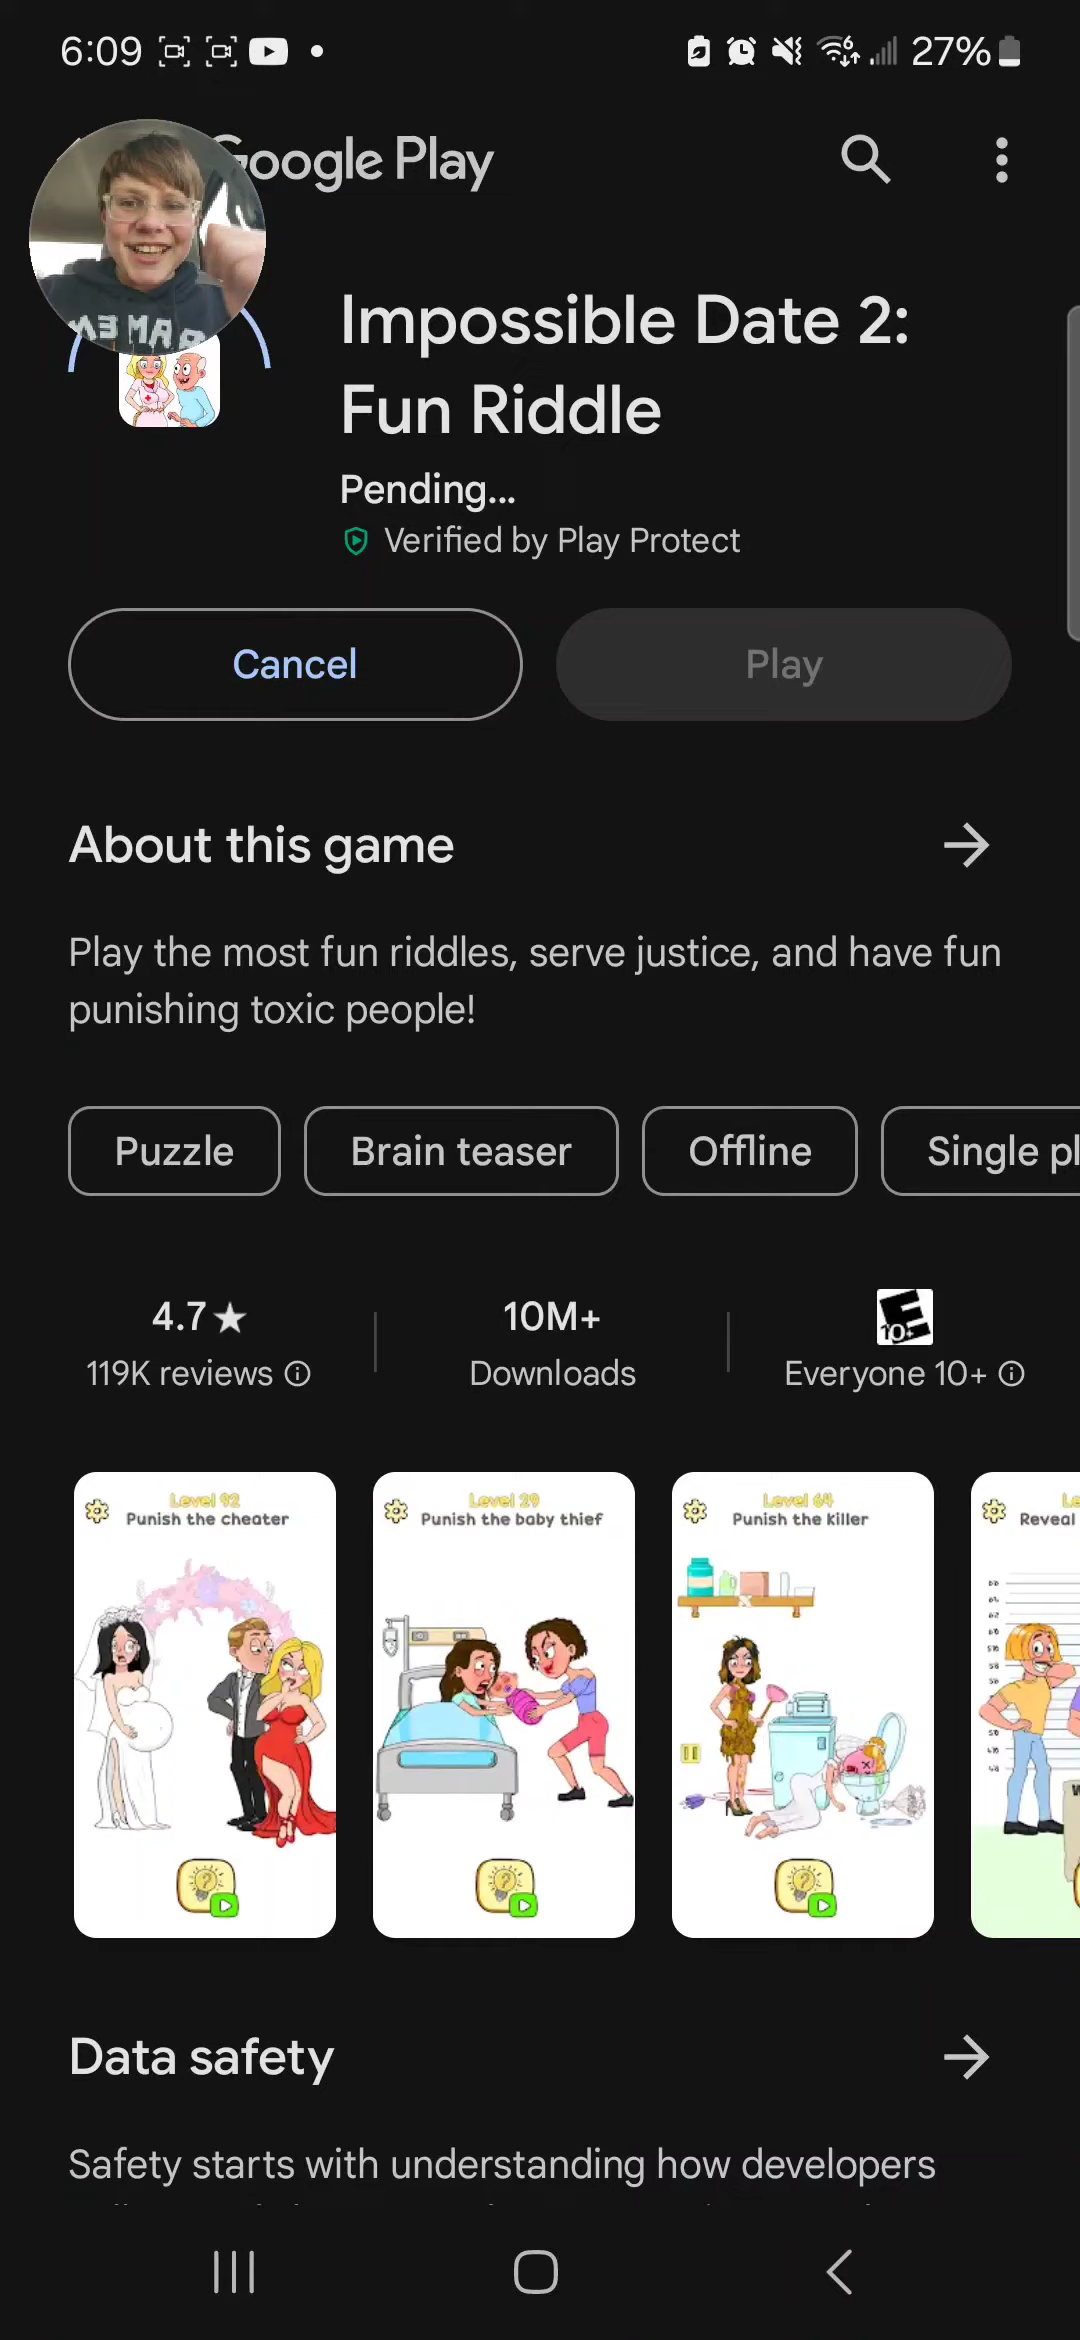 6:09
27%
Google Play
Impossible Date 2:
Fun Riddle
Pending...
Verified by Play Protect
Cancel
Play
About this game
Play the most fun riddles, serve justice, and have fun
punishing toxic people!
Puzzle
Brain teaser
Offline
Single pl
4.7★
119K reviews
10M+
Downloads
E
10+
Everyone 10+
Level 92
Punish the cheater
Level 29
Punish the baby thief
Level 64
Punish the killer
Le
Reveal
Data safety
Safety starts with understanding how developers